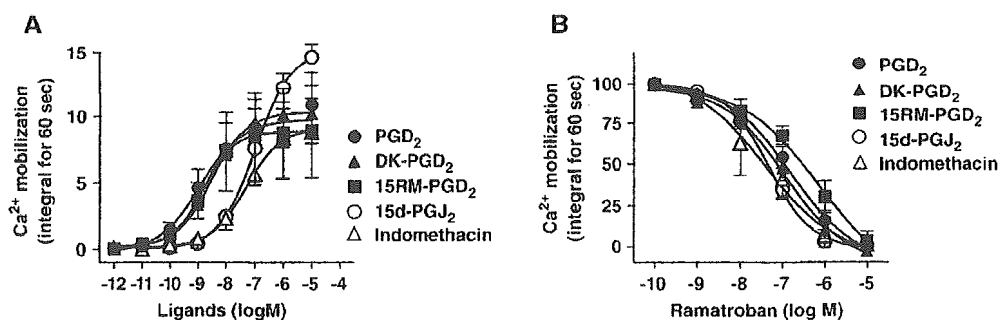 A
Ca²⁺ mobilization
(integral for 60 sec)
15
10
5
0
-12 -11 -10 -9 -8 -7 -6 -5 -4
Ligands (logM)
PGD₂
DK-PGD₂
15RM-PGD₂
15d-PGJ₂
Indomethacin
B
Ca²⁺ mobilization
(integral for 60 sec)
100
75
50
25
0
-10 -9 -8 -7 -6 -5
Ramatroban (log M)
PGD₂
DK-PGD₂
15RM-PGD₂
15d-PGJ₂
Indomethacin